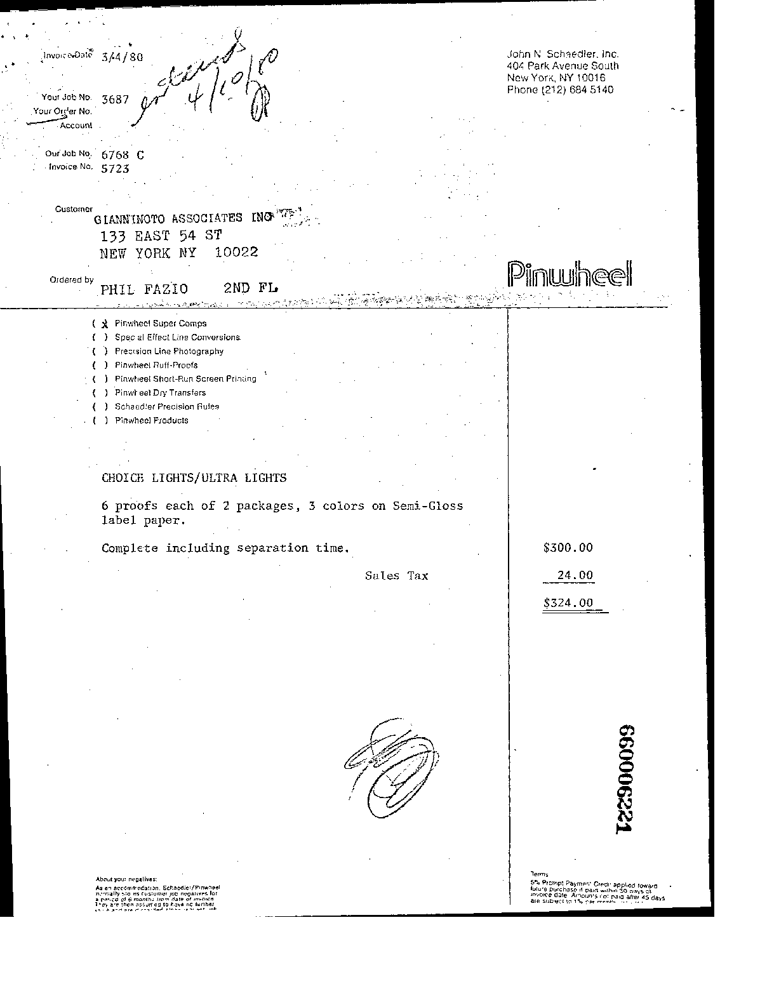 Invoice Date 3/4/80
4/10/80
John N. Schaedler, Inc.
404 Park Avenue South
New York, NY 10016
Phone (212) 684 5140
Your Job No. 3687
Your Order No.
Account
Our Job No. 6768 C
Invoice No. 5723
Customer
GIANNINOTO ASSOCIATES INC
133 EAST 54 ST
NEW YORK NY 10022
Ordered by PHIL FAZIO 2ND FL
Pinwheel
( x Pinwheel Super Comps
( ) Special Effect Line Conversions
( ) Precision Line Photography
( ) Pinwheel Ruff-Proofs
( ) Pinwheel Short-Run Screen Printing
( ) Pinwheel Dry Transfers
( ) Schaedler Precision Rules
( ) Pinwheel Products
CHOICE LIGHTS/ULTRA LIGHTS
6 proofs each of 2 packages, 3 colors on Semi-Gloss
label paper.
Complete including separation time. $300.00
Sales Tax 24.00
$324.00
660006221
About your negatives:
As an accommodation, Schaedler/Pinwheel
normally stores customer job negatives for
a period of 6 months from date of invoice.
They are then assumed to have no further
Terms
5% Prompt Payment Credit applied toward
future purchase if paid within 30 days of
invoice date. Amounts not paid after 45 days
are subject to 1% per month